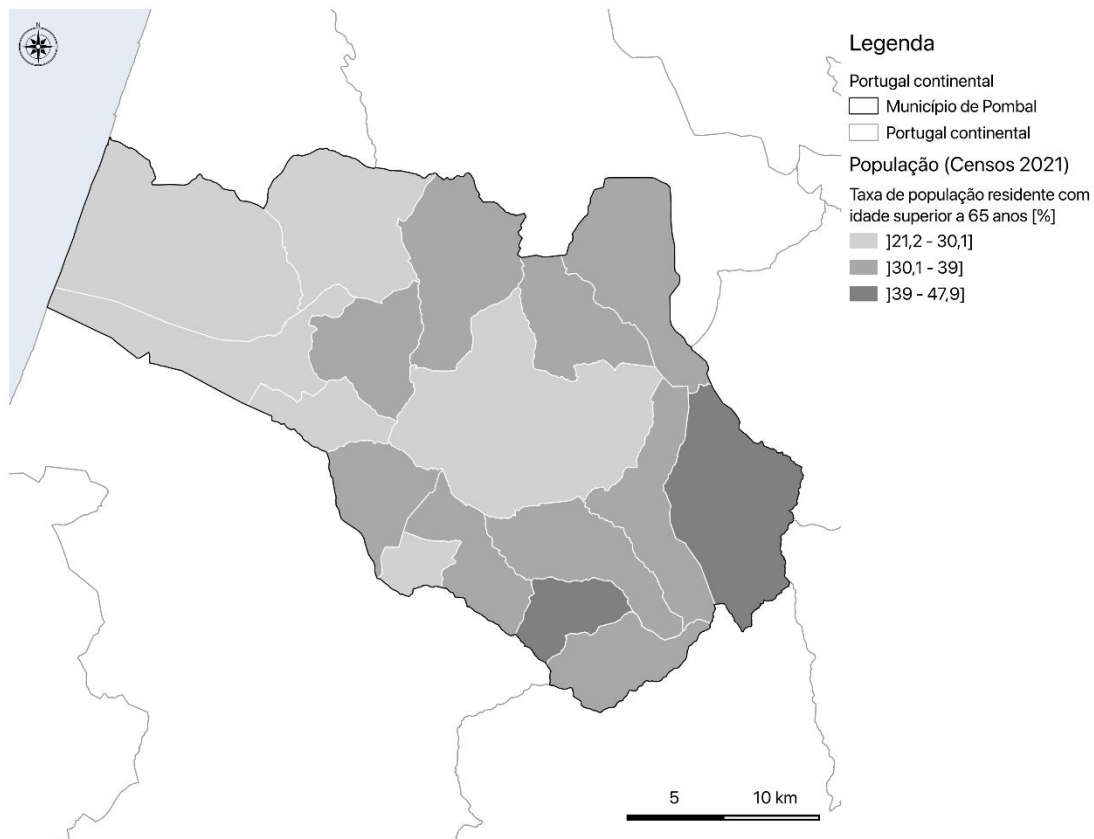 N
Legenda
Portugal continental
Município de Pombal
Portugal continental
População (Censos 2021)
Taxa de população residente com
idade superior a 65 anos [%]
]21,2 - 30,1]
]30,1 - 39]
]39 - 47,9]
5 10 km